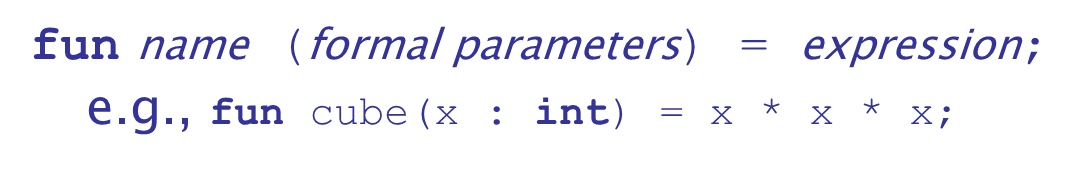 fun name (formal parameters) = expression;
e.g., fun cube(x : int) = x * x * x;